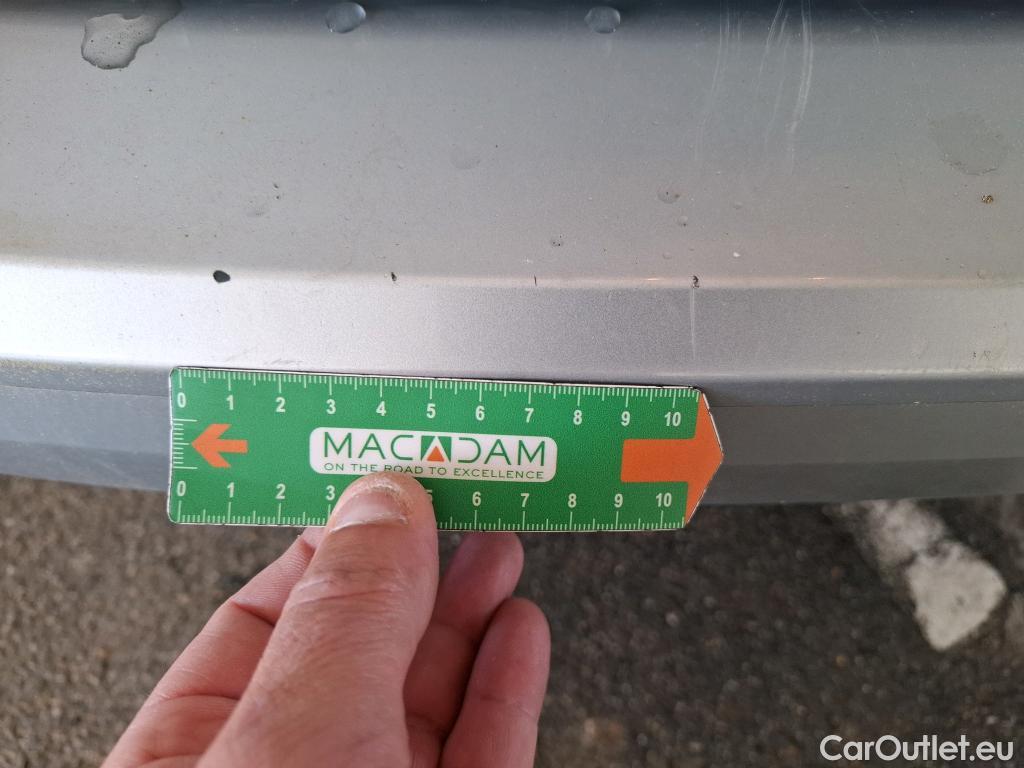 0 1 2 3 4 5 6 7 8 9 10
MACADAM
ON THE ROAD TO EXCELLENCE
0 1 2 3 5 6 7 8 9 10
CarOutlet.eu